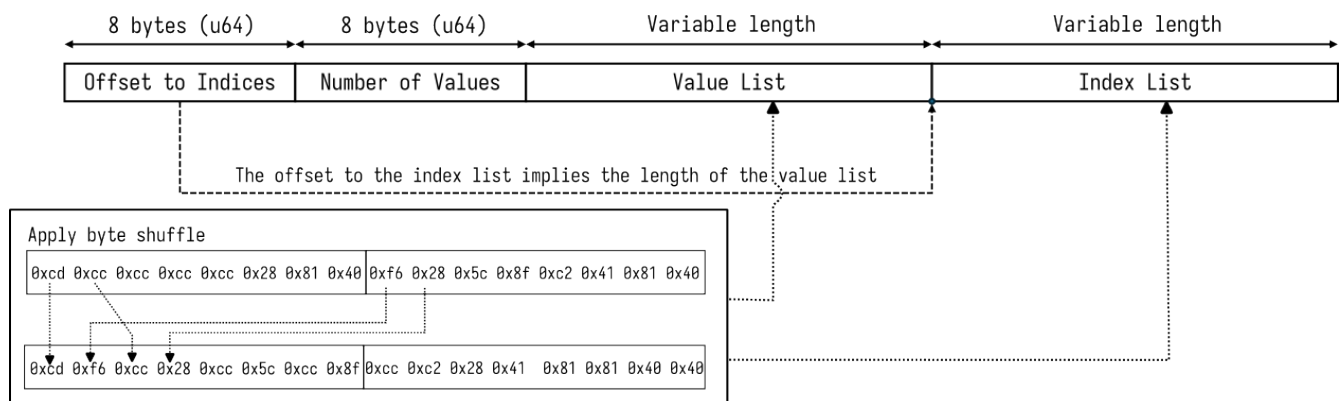 8 bytes (u64) 8 bytes (u64) Variable length Variable length
Offset to Indices Number of Values Value List Index List
The offset to the index list implies the length of the value list
Apply byte shuffle
0xcd 0xcc 0xcc 0xcc 0xcc 0x28 0x81 0x40 0xf6 0x28 0x5c 0x8f 0xc2 0x41 0x81 0x40
0xcd 0xf6 0xcc 0x28 0xcc 0x5c 0xcc 0x8f 0xcc 0xc2 0x28 0x41 0x81 0x81 0x40 0x40